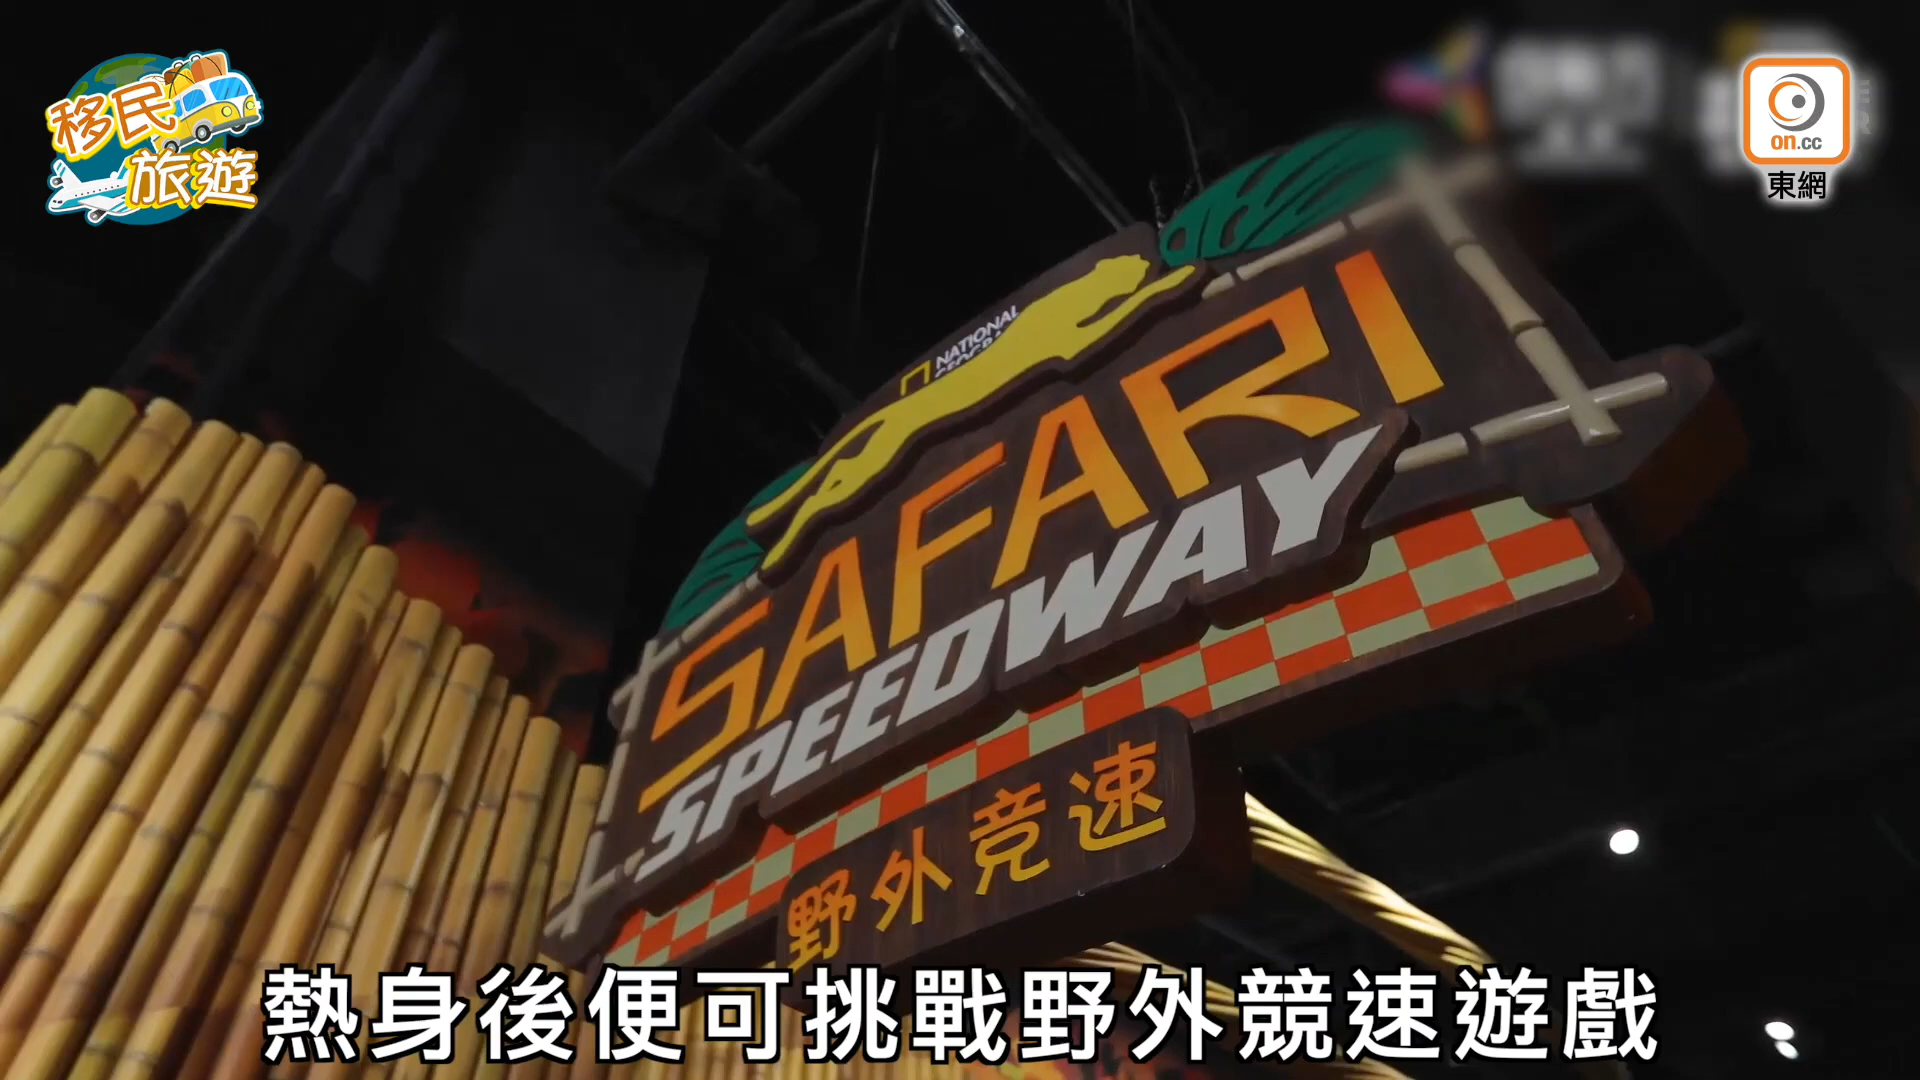 移民
旅遊
on.cc
東網
NATIONAL
SAFARI
SPEEDWAY
野外竞速
熱身後便可挑戰野外競速遊戲